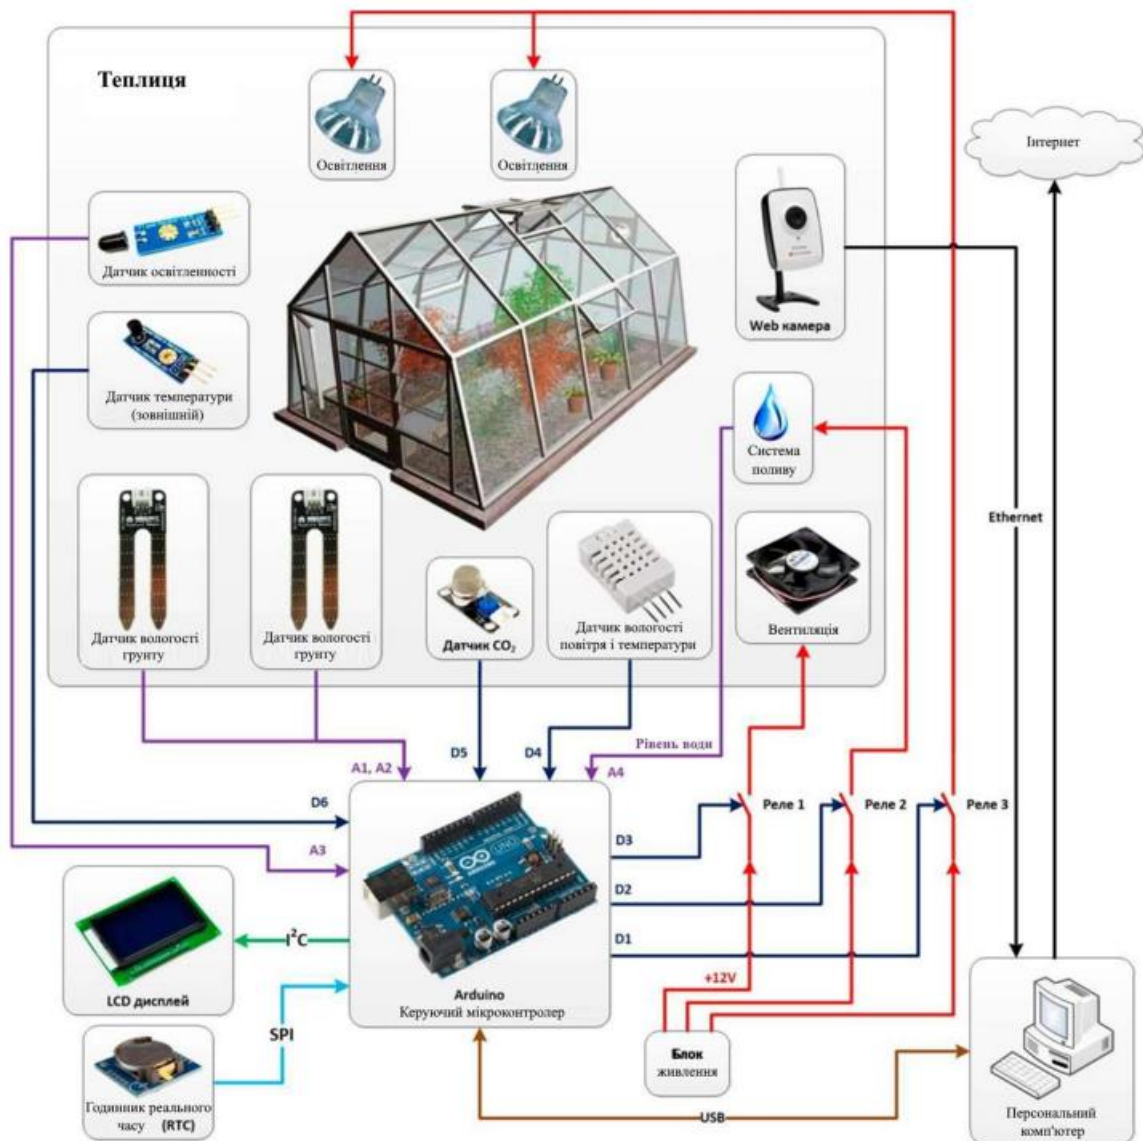 Теплиця
Освітлення
Освітлення
Інтернет
Датчик освітленності
Web камера
Датчик температури
(зовнішній)
Система
поливу
Ethernet
Датчик вологості
грунту
Датчик вологості
грунту
Датчик CO₂
Датчик вологості
повітря і температури
Вентиляція
Рівень води
D5
D4
A1, A2
A4
D6
Реле 1
Реле 2
Реле 3
A3
D3
D2
D1
UNO
ARDUINO
I²C
+12V
LCD дисплей
Arduino
Керуючий мікроконтролер
SPI
Блок
живлення
Годинник реального
часу (RTC)
USB
Персональний
комп'ютер